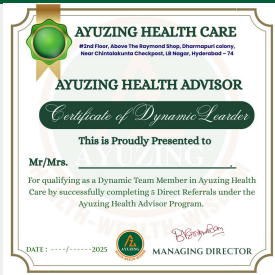 AYUZING HEALTH CARE
#2nd Floor, Above The Raymond Shop, Dharmapuri colony,
Near Chintalakunta Checkpost, LB Nagar, Hyderabad - 74
AYUZING HEALTH ADVISOR
Certificate of Dynamic Learder
This is Proudly Presented to
Mr/Mrs. ____________________.
For qualifying as a Dynamic Team Member in Ayuzing Health
Care by successfully completing 5 Direct Referrals under the
Ayuzing Health Advisor Program.
DATE : ----/------2025
AYUZING
MANAGING DIRECTOR